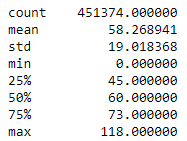 count 451374.000000
mean 58.268941
std 19.018368
min 0.000000
25% 45.000000
50% 60.000000
75% 73.000000
max 118.000000